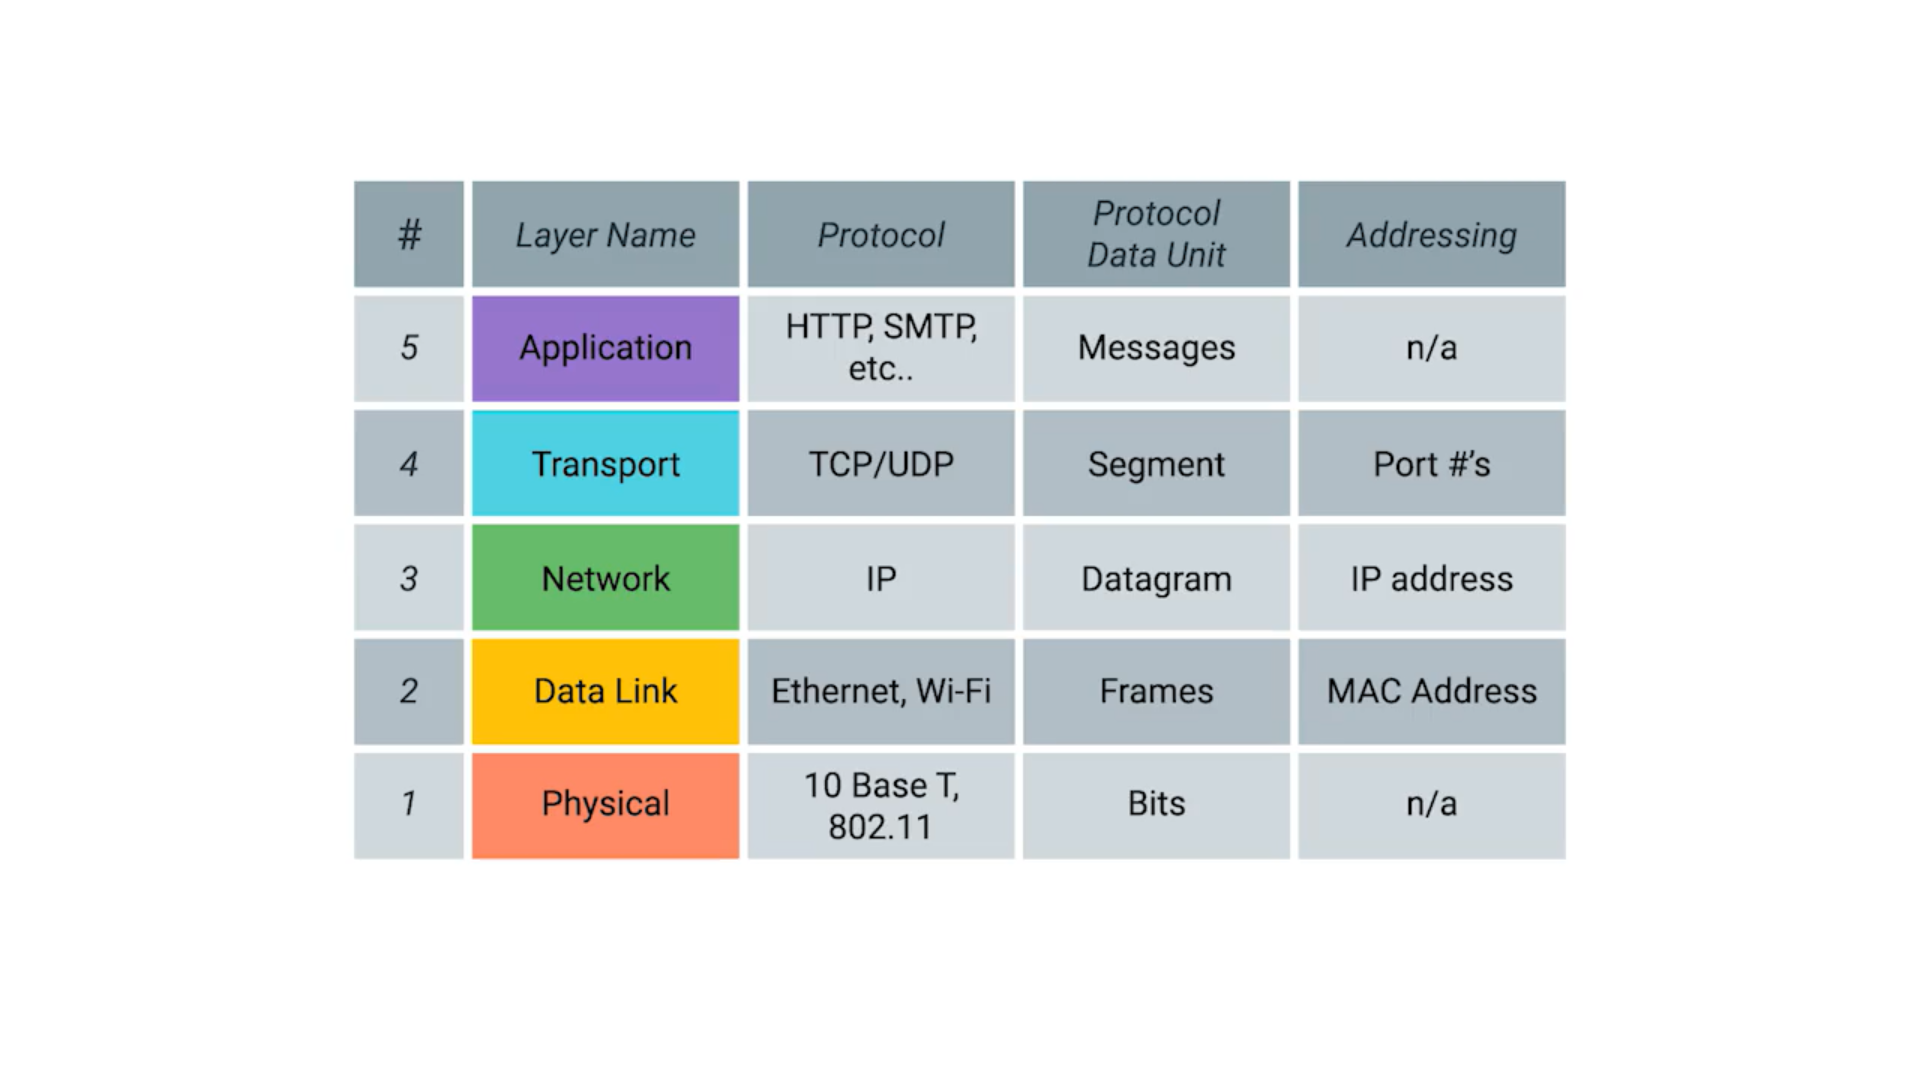 # Layer Name Protocol Protocol Data Unit Addressing
5 Application HTTP, SMTP, etc.. Messages n/a
4 Transport TCP/UDP Segment Port #’s
3 Network IP Datagram IP address
2 Data Link Ethernet, Wi-Fi Frames MAC Address
1 Physical 10 Base T, 802.11 Bits n/a